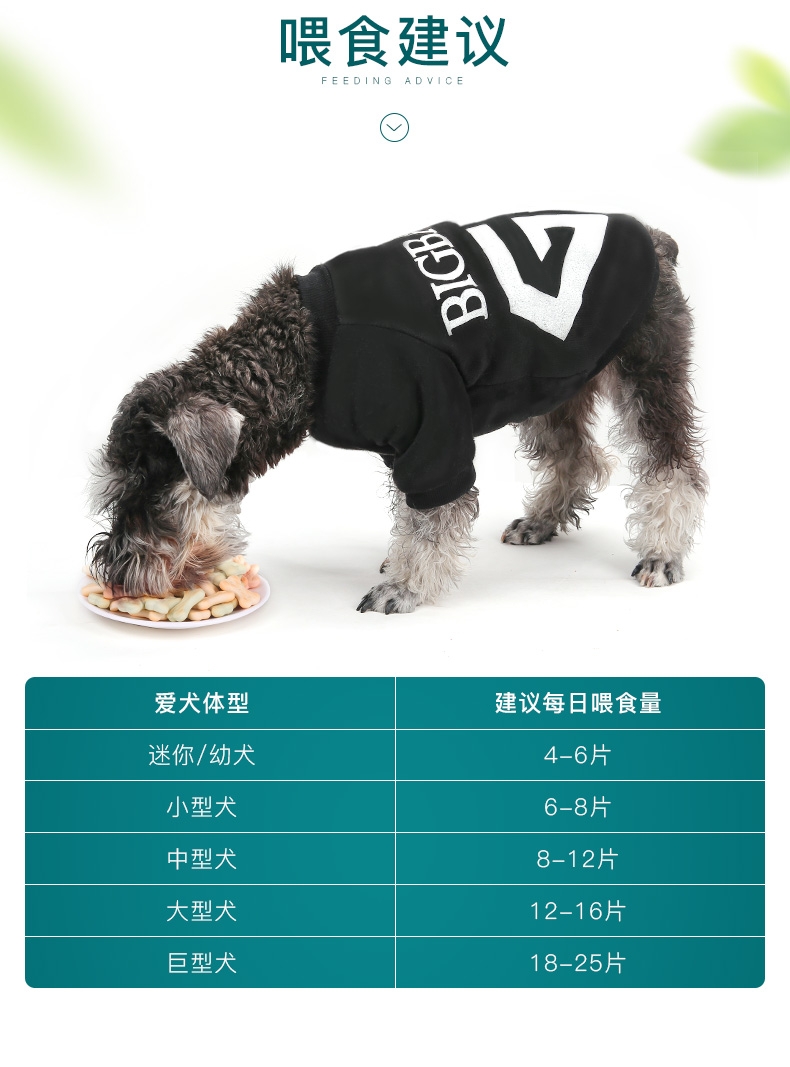 喂食建议
FEEDING ADVICE
BIGBA
爱犬体型 建议每日喂食量
迷你/幼犬 4-6片
小型犬 6-8片
中型犬 8-12片
大型犬 12-16片
巨型犬 18-25片